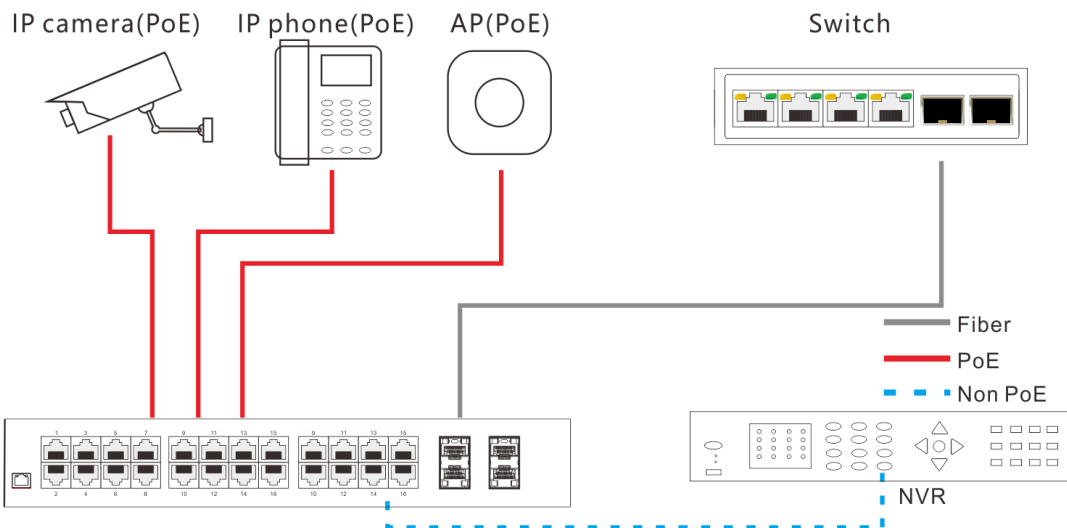 IP camera(PoE) IP phone(PoE) AP(PoE) Switch
Fiber
PoE
Non PoE
1 3 5 7 9 11 13 15 9 11 13 15
2 4 6 8 10 12 14 16 10 12 14 16
NVR